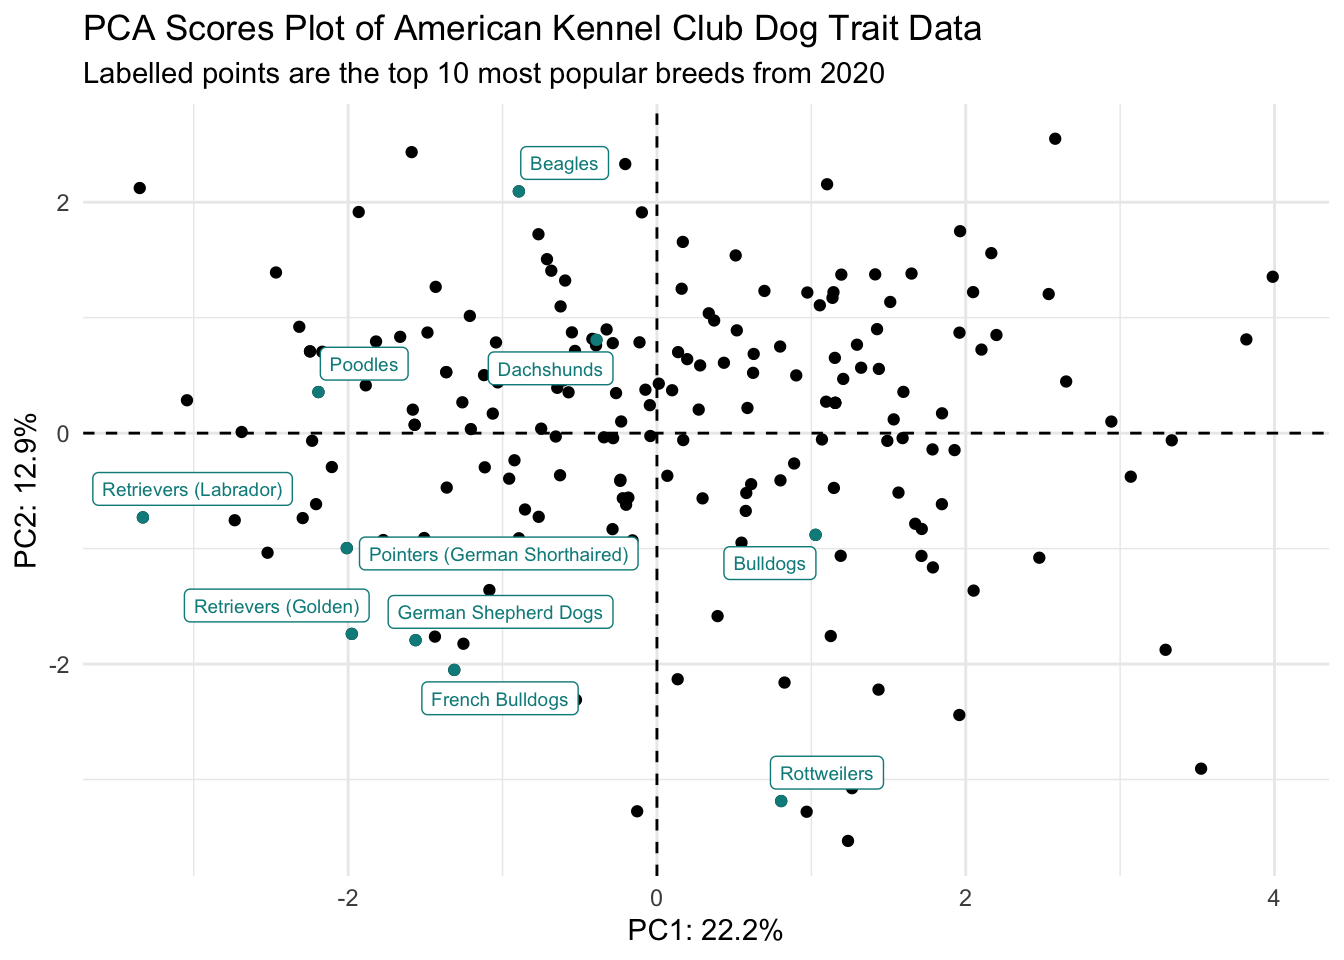 PCA Scores Plot of American Kennel Club Dog Trait Data
Labelled points are the top 10 most popular breeds from 2020
Beagles
2
Poodles
Dachshunds
0
Retrievers (Labrador)
Pointers (German Shorthaired)
Bulldogs
Retrievers (Golden)
German Shepherd Dogs
-2
French Bulldogs
Rottweilers
PC2: 12.9%
-2
0
2
4
PC1: 22.2%